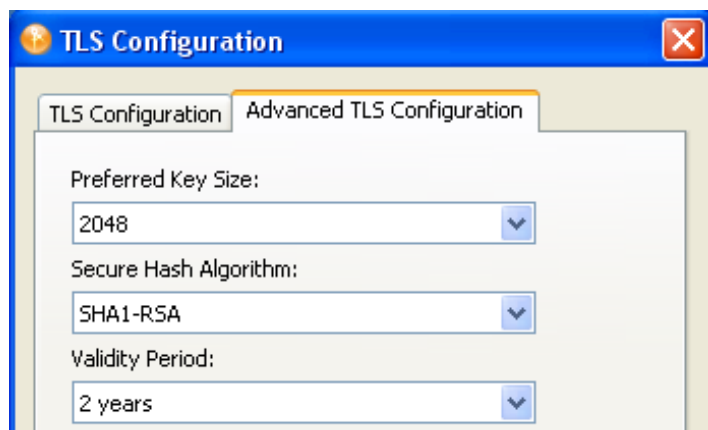 TLS Configuration
TLS Configuration Advanced TLS Configuration
Preferred Key Size:
2048
Secure Hash Algorithm:
SHA1-RSA
Validity Period:
2 years